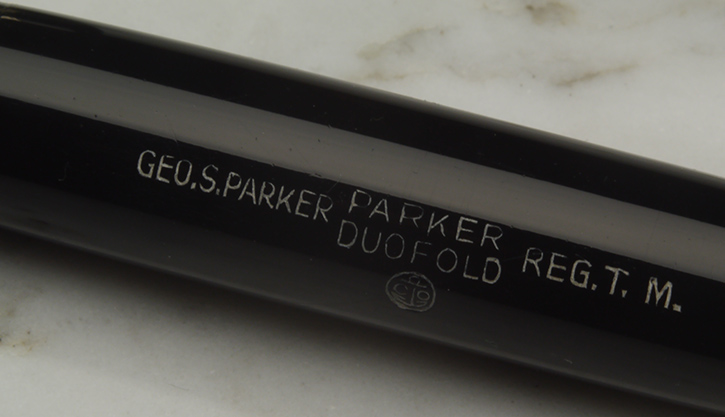 GEO.S.PARKER PARKER REG.T.M.
DUOFOLD